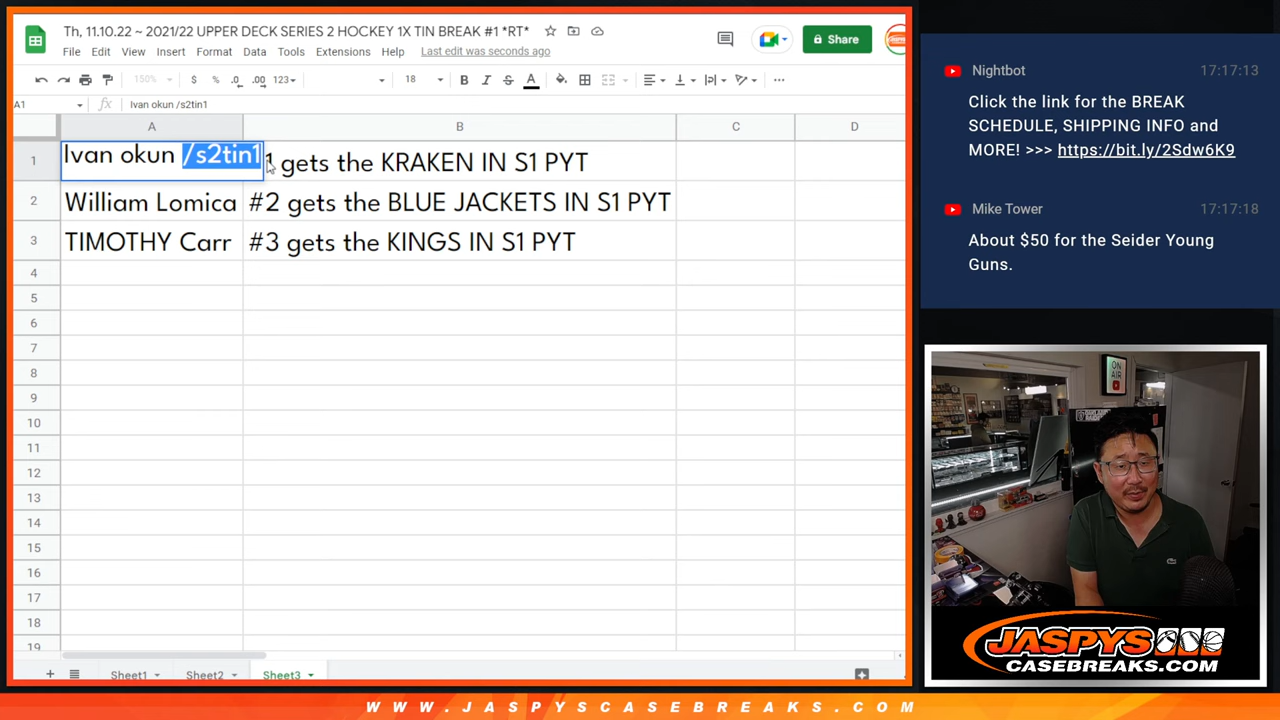 Th, 11.10.22 ~ 2021/22 UPPER DECK SERIES 2 HOCKEY 1X TIN BREAK #1 *RT*
File Edit View Insert Format Data Tools Extensions Help Last edit was seconds ago
Share
150% $ % .0 .00 123 18 B I S A
A1 fx Ivan okun /s2tin1
A B C D
1 Ivan okun /s2tin1 1 gets the KRAKEN IN S1 PYT
2 William Lomica #2 gets the BLUE JACKETS IN S1 PYT
3 TIMOTHY Carr #3 gets the KINGS IN S1 PYT
4
5
6
7
8
9
10
11
12
13
14
15
16
17
18
19
Sheet1 Sheet2 Sheet3
Nightbot 17:17:13
Click the link for the BREAK
SCHEDULE, SHIPPING INFO and
MORE! >>> https://bit.ly/2Sdw6K9
Mike Tower 17:17:18
About $50 for the Seider Young
Guns.
ON
AIR
JASPYS
CASEBREAKS.COM
WWW.JASPYSCASEBREAKS.COM